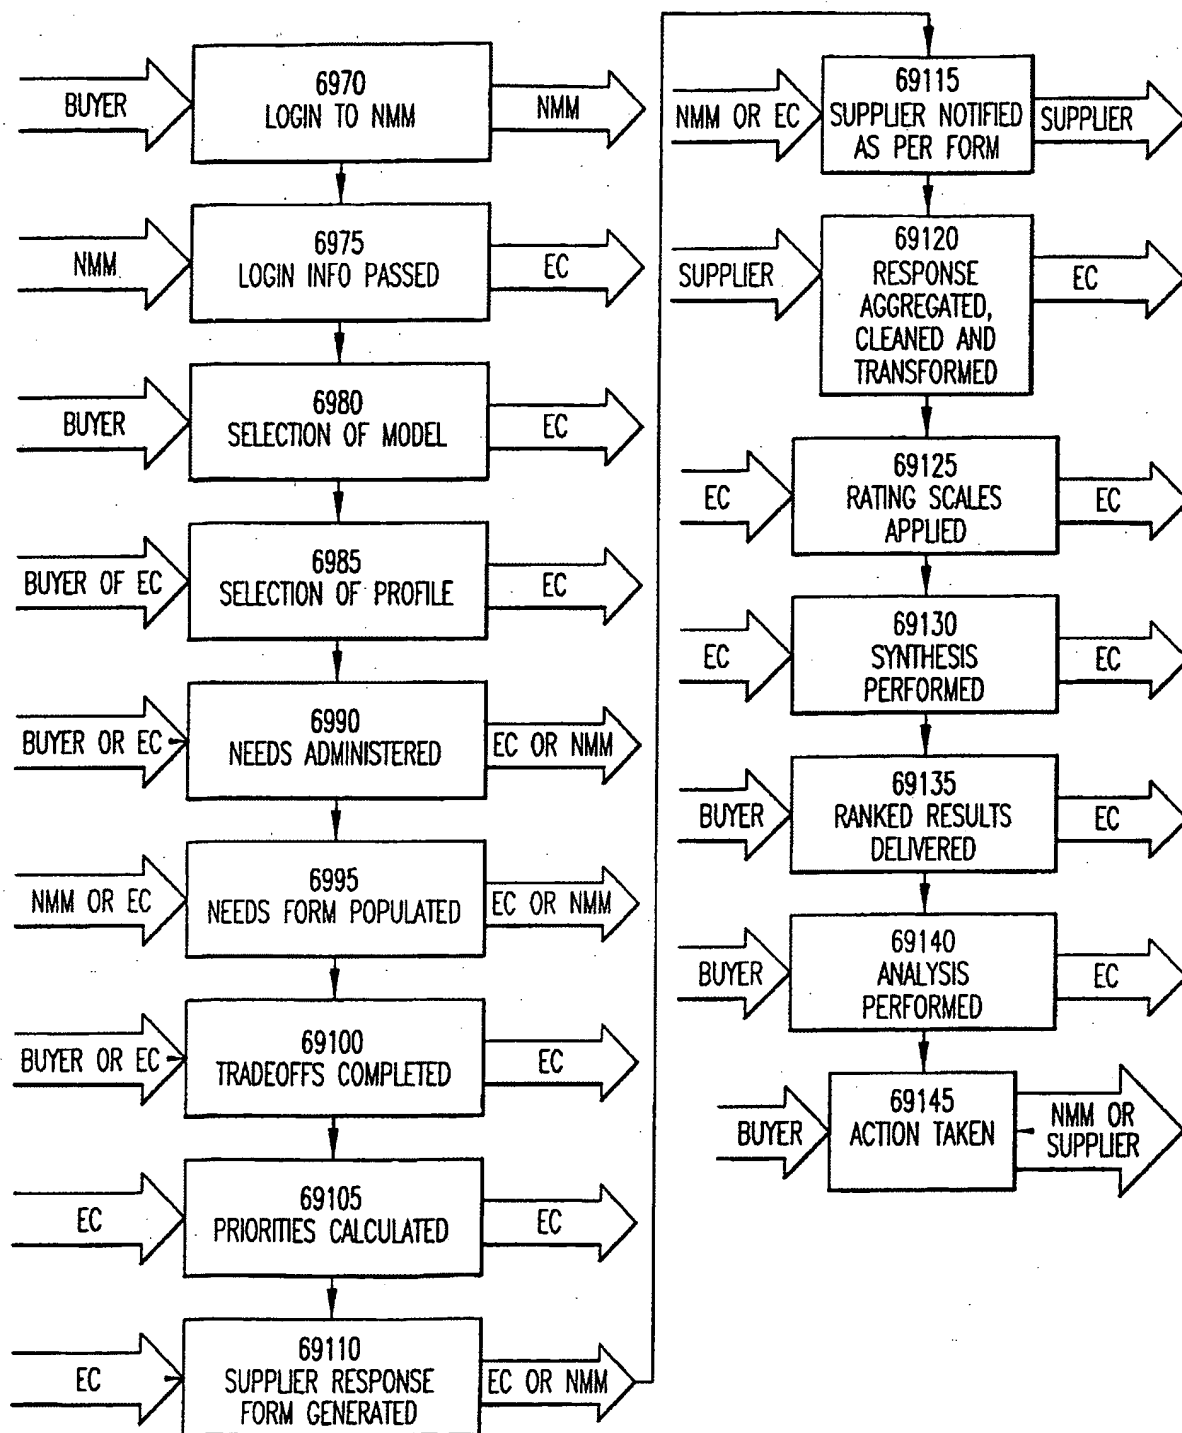 BUYER
6970
LOGIN TO NMM
NMM
NMM
6975
LOGIN INFO PASSED
EC
BUYER
6980
SELECTION OF MODEL
EC
BUYER OF EC
6985
SELECTION OF PROFILE
EC
BUYER OR EC
6990
NEEDS ADMINISTERED
EC OR NMM
NMM OR EC
6995
NEEDS FORM POPULATED
EC OR NMM
BUYER OR EC
69100
TRADEOFFS COMPLETED
EC
EC
69105
PRIORITIES CALCULATED
EC
EC
69110
SUPPLIER RESPONSE
FORM GENERATED
EC OR NMM
NMM OR EC
69115
SUPPLIER NOTIFIED
AS PER FORM
SUPPLIER
SUPPLIER
69120
RESPONSE
AGGREGATED,
CLEANED AND
TRANSFORMED
EC
EC
69125
RATING SCALES
APPLIED
EC
EC
69130
SYNTHESIS
PERFORMED
EC
BUYER
69135
RANKED RESULTS
DELIVERED
EC
BUYER
69140
ANALYSIS
PERFORMED
EC
BUYER
69145
ACTION TAKEN
NMM OR
SUPPLIER